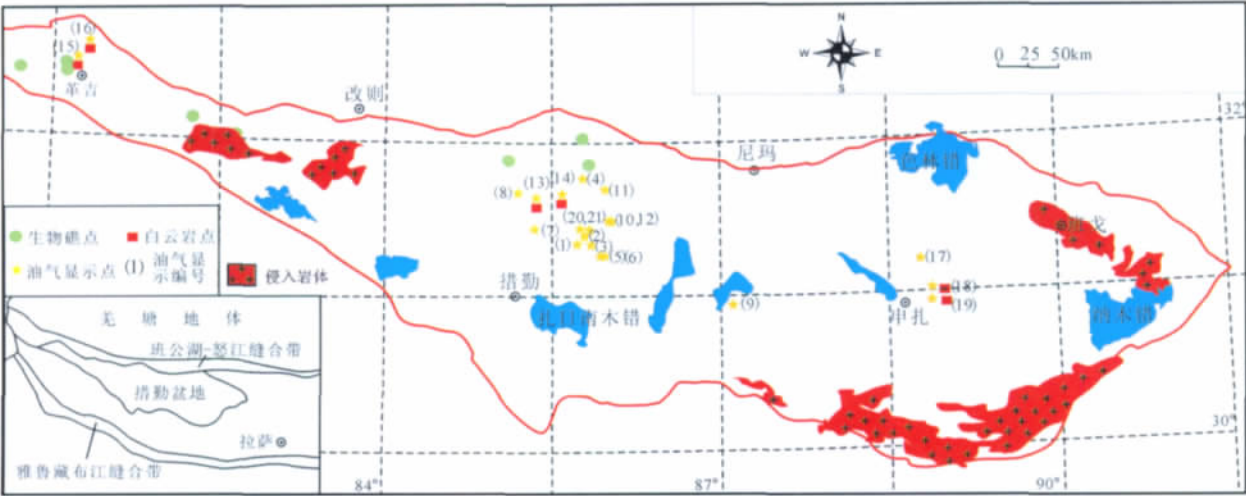 (16)
(15)
革吉
改则
N
W E
S
0 25 50km
32°
尼玛
色林错
(14) (4)
(13)
(8) (11)
(20,21) (10,12)
(7) (2)
(1) (3)
(5)(6)
班戈
(17)
(18)
(19)
措勤
扎日南木错
(9)
申扎
纳木错
生物礁点 白云岩点
油气显示点 (1) 油气显示编号
侵入岩体
羌塘地体
班公湖-怒江缝合带
措勤盆地
拉萨
雅鲁藏布江缝合带
30°
84° 87° 90°